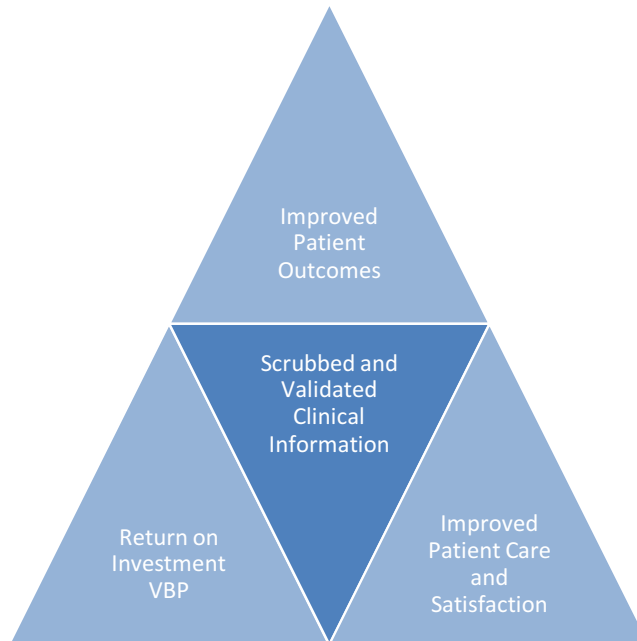 Improved
Patient
Outcomes
Scrubbed and
Validated
Clinical
Information
Return on
Investment
VBP
Improved
Patient Care
and
Satisfaction